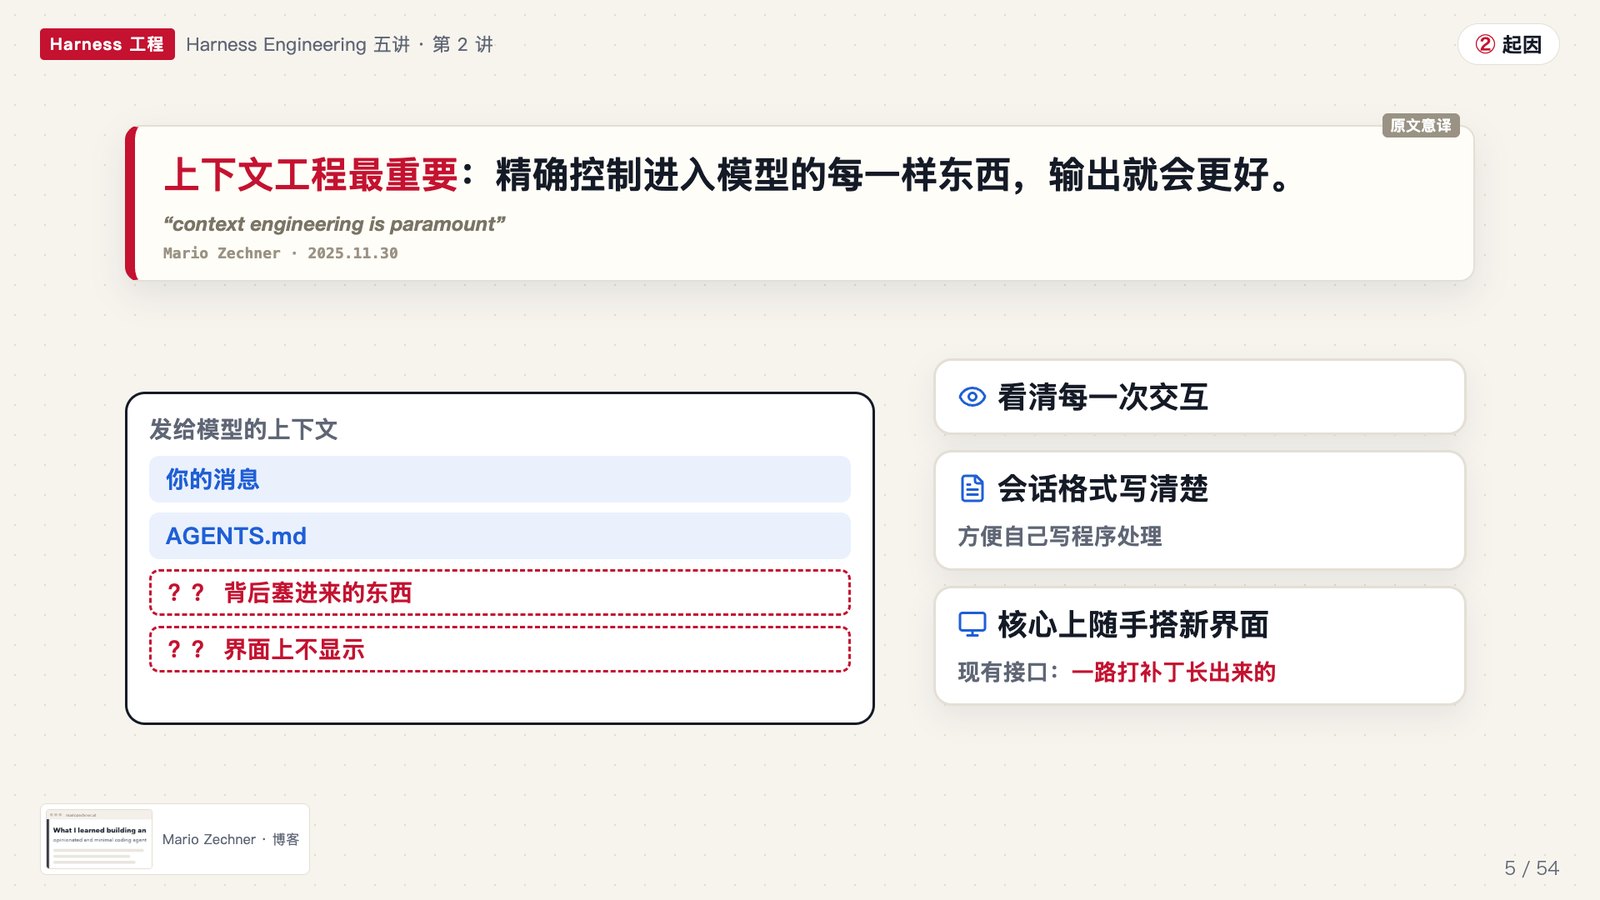 Harness 工程
Harness Engineering 五讲 · 第 2 讲
② 起因
原文意译
上下文工程最重要：精确控制进入模型的每一样东西，输出就会更好。
“context engineering is paramount”
Mario Zechner · 2025.11.30
发给模型的上下文
你的消息
AGENTS.md
？？ 背后塞进来的东西
？？ 界面上不显示
看清每一次交互
会话格式写清楚
方便自己写程序处理
核心上随手搭新界面
现有接口：一路打补丁长出来的
What I learned building an
opinionated and minimal coding agent
Mario Zechner · 博客
5 / 54